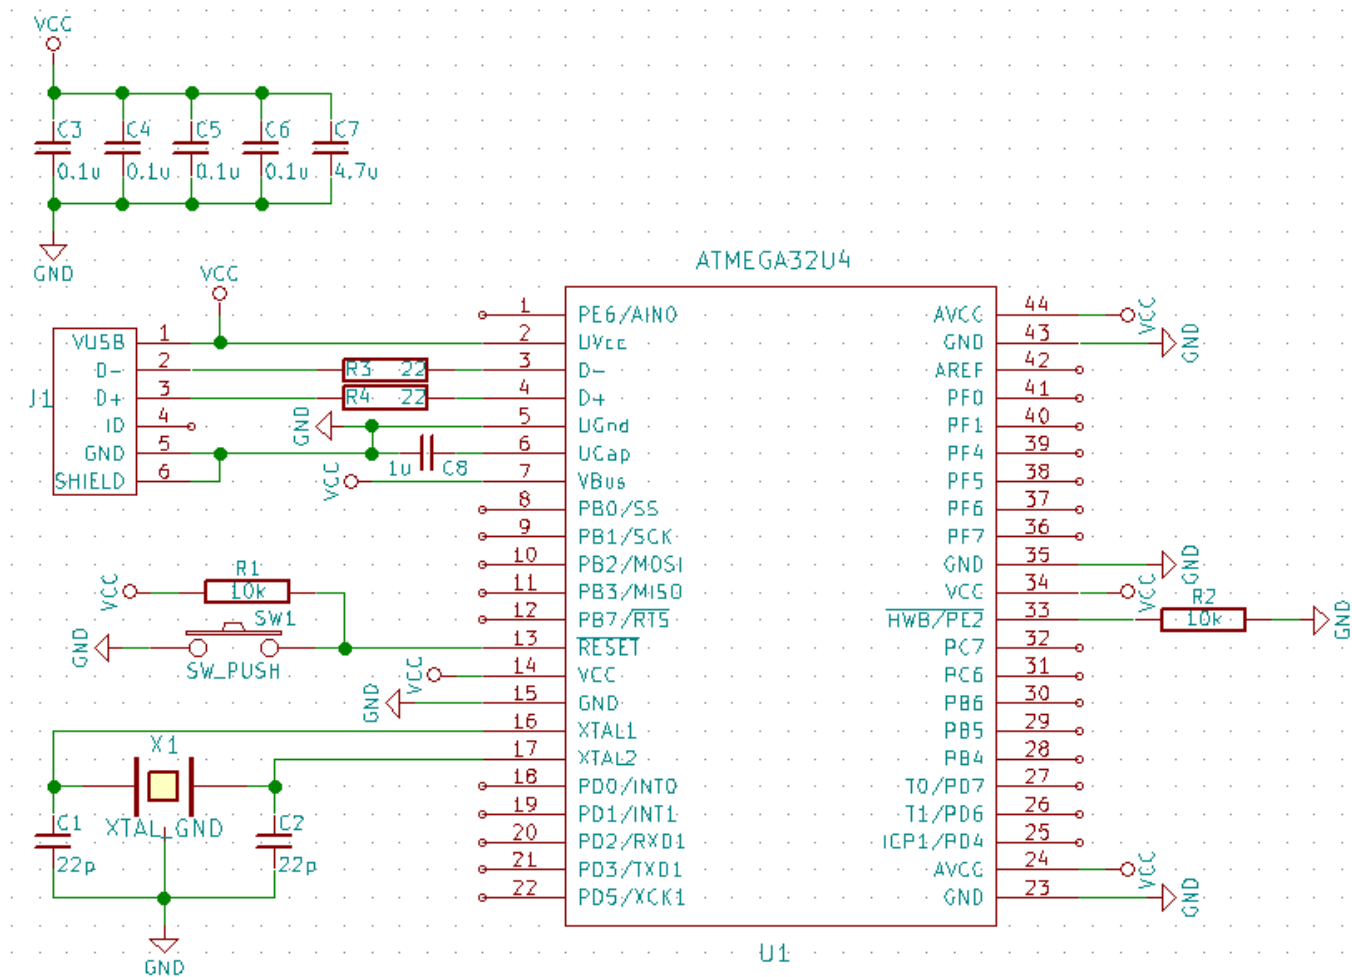 VCC
C3 C4 C5 C6 C7
0.1u 0.1u 0.1u 0.1u 4.7u
GND
VCC
J1
VUSB 1
D- 2
D+ 3
ID 4
GND 5
SHIELD 6
R3 22
R4 22
GND
1u C8
VCC
R1
VCC 10k
SW1
GND
SW_PUSH
VCC
GND
X1
C1 XTAL_GND C2
22p 22p
GND
ATMEGA32U4
1 PE6/AIN0
2 UVcc
3 D-
4 D+
5 UGnd
6 UCap
7 VBus
8 PB0/SS
9 PB1/SCK
10 PB2/MOSI
11 PB3/MISO
12 PB7/RTS
13 RESET
14 VCC
15 GND
16 XTAL1
17 XTAL2
18 PD0/INT0
19 PD1/INT1
20 PD2/RXD1
21 PD3/TXD1
22 PD5/XCK1
AVCC 44 VCC
GND 43 GND
AREF 42
PF0 41
PF1 40
PF4 39
PF5 38
PF6 37
PF7 36
GND 35 GND
VCC 34 VCC
HWB/PE2 33 R2 10k GND
PC7 32
PC6 31
PB6 30
PB5 29
PB4 28
T0/PD7 27
T1/PD6 26
ICP1/PD4 25
AVCC 24 VCC
GND 23 GND
U1